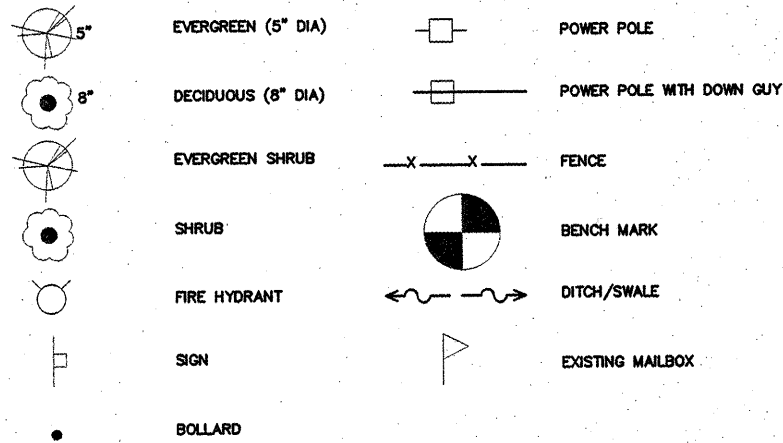 5" EVERGREEN (5" DIA)
8" DECIDUOUS (8" DIA)
EVERGREEN SHRUB
SHRUB
FIRE HYDRANT
SIGN
BOLLARD
POWER POLE
POWER POLE WITH DOWN GUY
X X FENCE
BENCH MARK
DITCH/SWALE
EXISTING MAILBOX